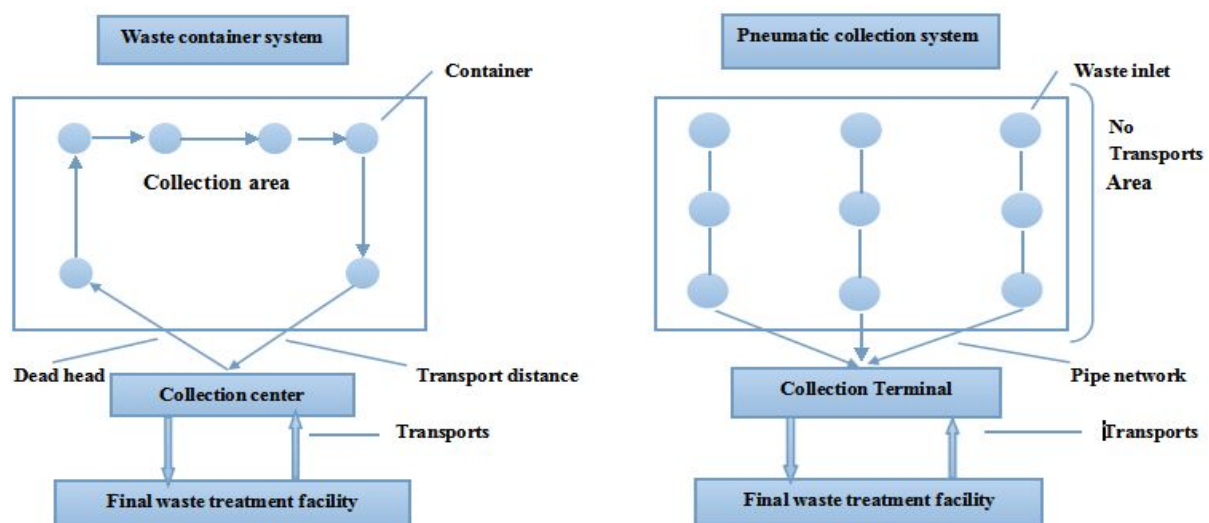 Waste container system
Container
Collection area
Dead head
Transport distance
Collection center
Transports
Final waste treatment facility
Pneumatic collection system
Waste inlet
No
Transports
Area
Pipe network
Collection Terminal
Transports
Final waste treatment facility